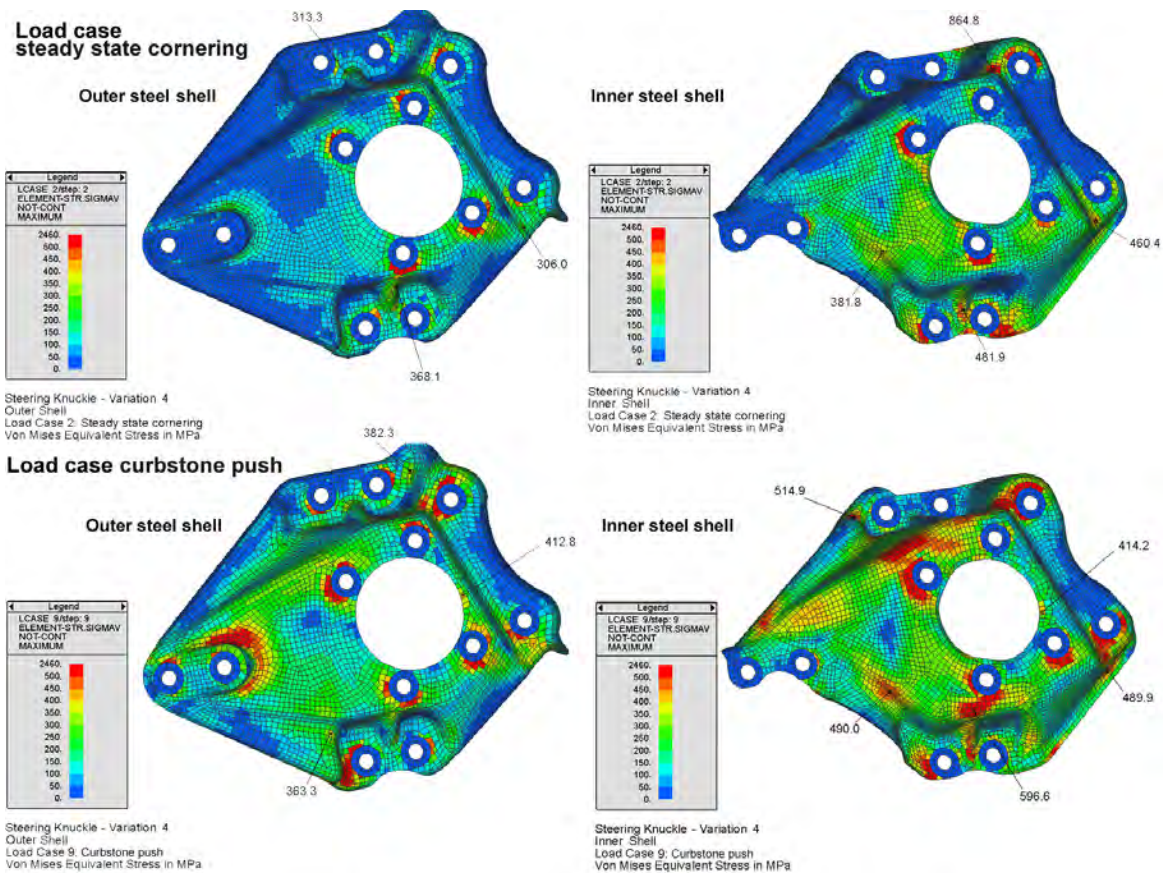 Load case
steady state cornering
313.3
Outer steel shell
Legend
LCASE 2/step: 2
ELEMENT-STR.SIGMAV
NOT-CONT
MAXIMUM
2460.
500.
450.
400.
350.
300.
250.
200.
150.
100.
50.
0.
306.0
368.1
Steering Knuckle - Variation 4
Outer Shell
Load Case 2: Steady state cornering
Von Mises Equivalent Stress in MPa
864.8
Inner steel shell
Legend
LCASE 2/step: 2
ELEMENT-STR.SIGMAV
NOT-CONT
MAXIMUM
2460.
500.
450.
400.
350.
300.
250.
200.
150.
100.
50.
0.
460.4
381.8
481.9
Steering Knuckle - Variation 4
Inner Shell
Load Case 2: Steady state cornering
Von Mises Equivalent Stress in MPa
Load case curbstone push
382.3
Outer steel shell
412.8
Legend
LCASE 9/step: 9
ELEMENT-STR.SIGMAV
NOT-CONT
MAXIMUM
2460.
500.
450.
400.
350.
300.
250.
200.
150.
100.
50.
0.
363.3
Steering Knuckle - Variation 4
Outer Shell
Load Case 9: Curbstone push
Von Mises Equivalent Stress in MPa
514.9
Inner steel shell
414.2
Legend
LCASE 9/step: 9
ELEMENT-STR.SIGMAV
NOT-CONT
MAXIMUM
2460.
500.
450.
400.
350.
300.
250.
200.
150.
100.
50.
0.
489.9
490.0
596.6
Steering Knuckle - Variation 4
Inner Shell
Load Case 9: Curbstone push
Von Mises Equivalent Stress in MPa